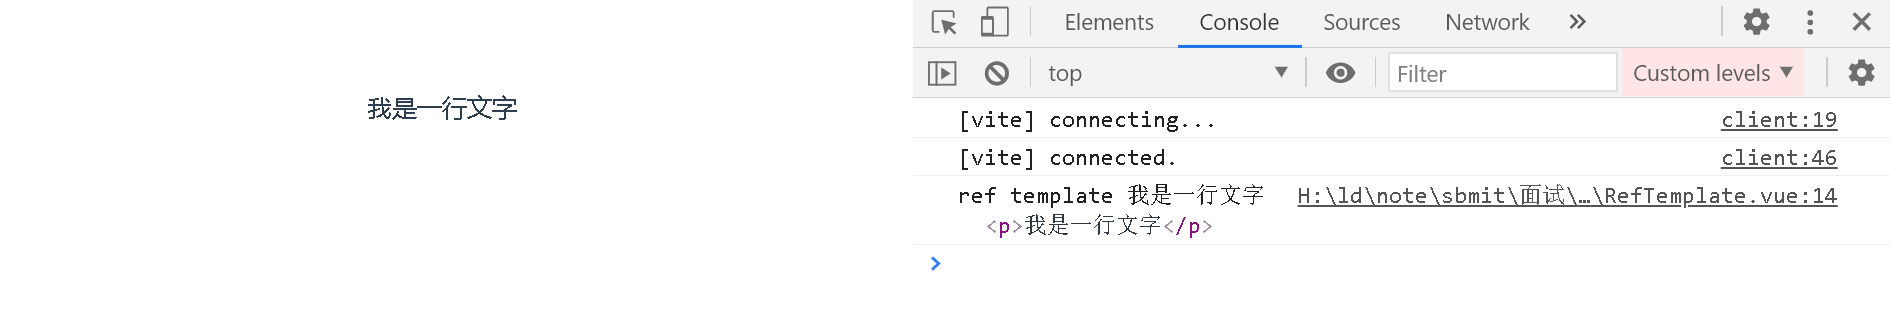 我是一行文字
Elements Console Sources Network
top Filter Custom levels
[vite] connecting... client:19
[vite] connected. client:46
ref template 我是一行文字 H:\ld\note\sbmit\面试\…\RefTemplate.vue:14
<p>我是一行文字</p>